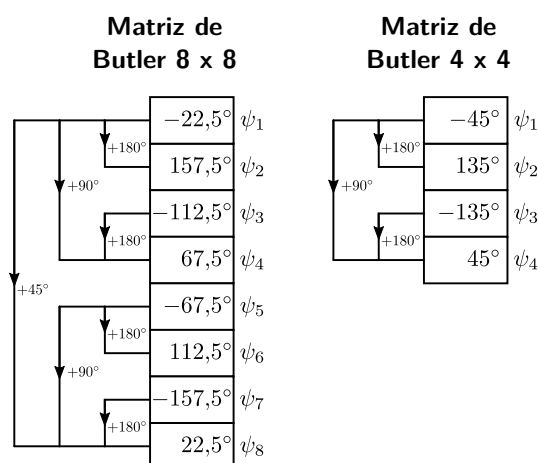 Matriz de
Butler 8 x 8
−22,5° ψ1
+180°
157,5° ψ2
+90°
−112,5° ψ3
+180°
67,5° ψ4
+45°
−67,5° ψ5
+180°
112,5° ψ6
+90°
−157,5° ψ7
+180°
22,5° ψ8
Matriz de
Butler 4 x 4
−45° ψ1
+180°
135° ψ2
+90°
−135° ψ3
+180°
45° ψ4